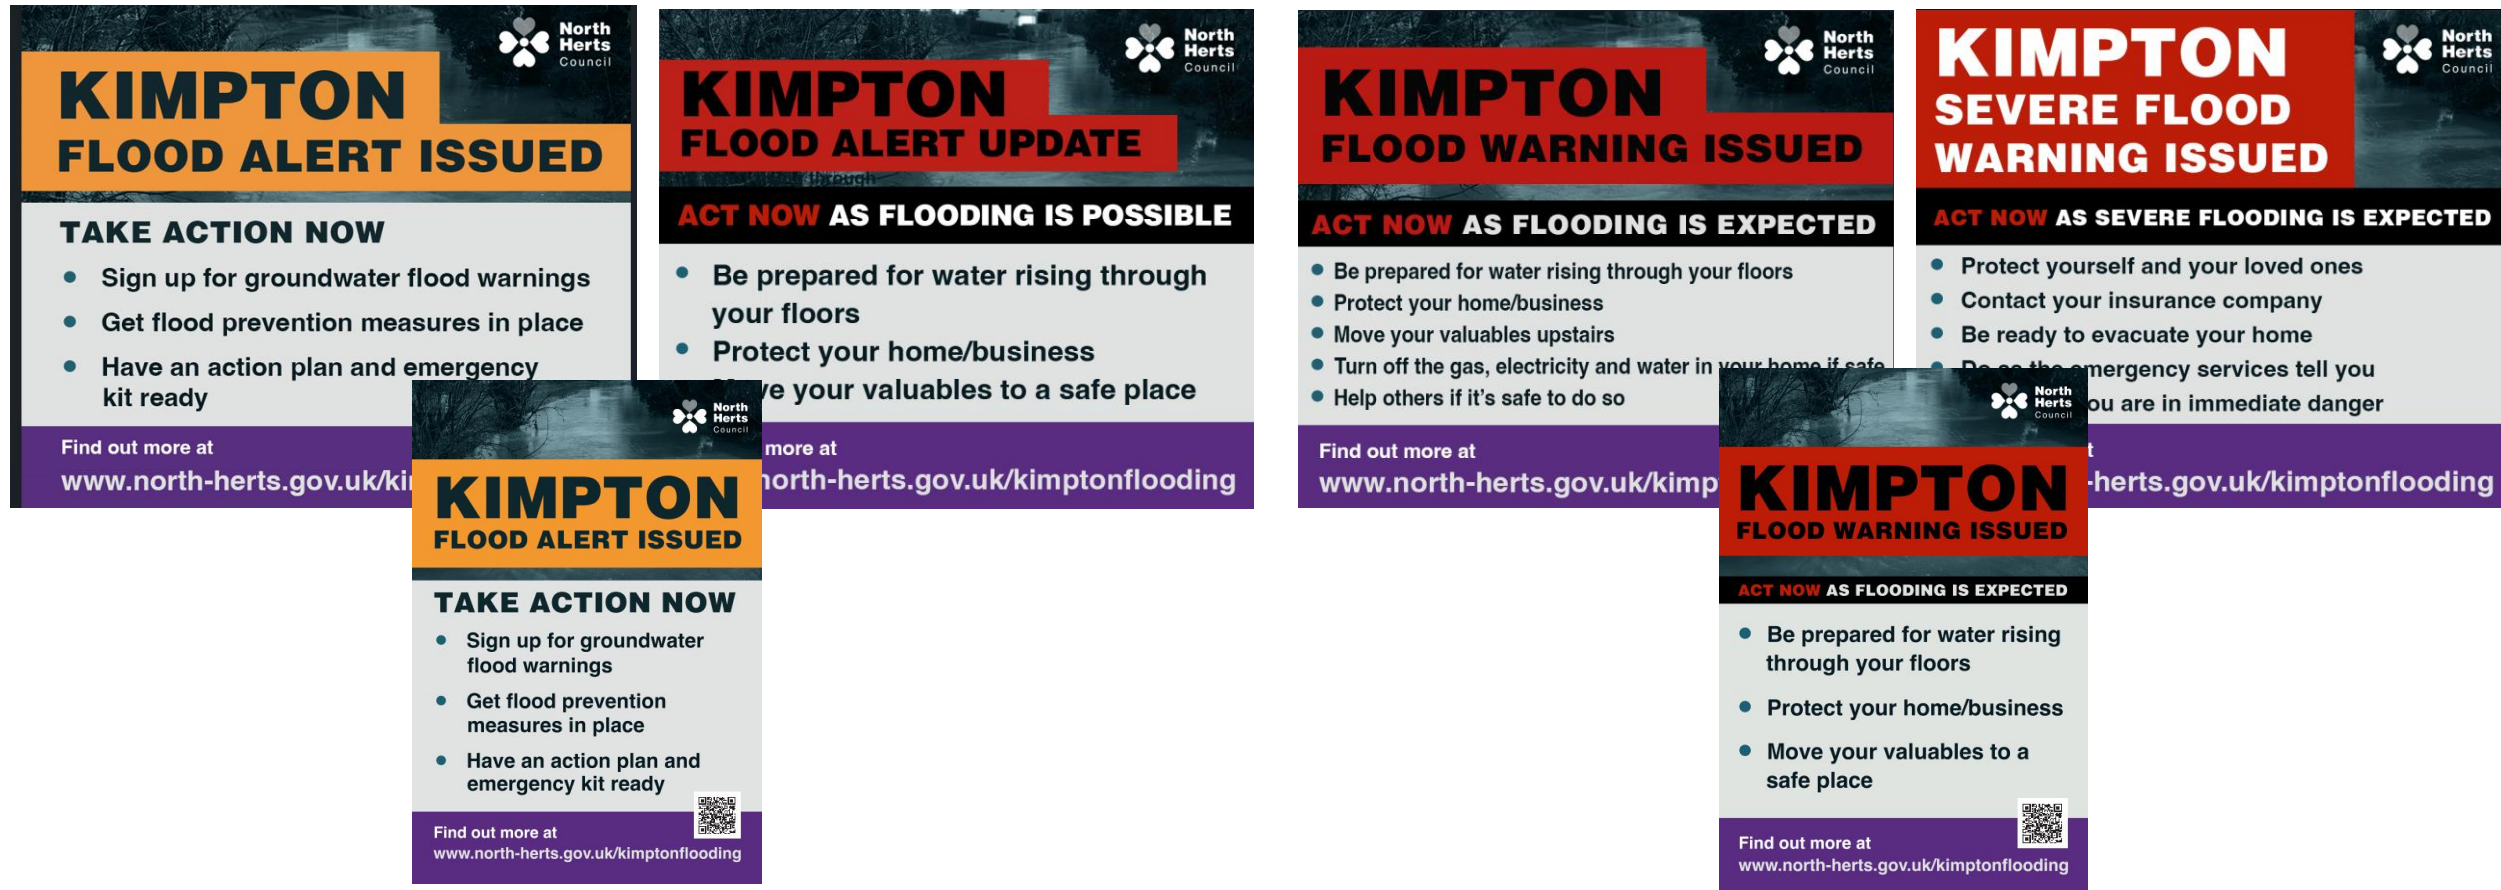 North
Herts
Council
KIMPTON
FLOOD ALERT ISSUED
TAKE ACTION NOW
Sign up for groundwater flood warnings
Get flood prevention measures in place
Have an action plan and emergency
kit ready
Find out more at
www.north-herts.gov.uk/ki
North
Herts
Council
KIMPTON
FLOOD ALERT UPDATE
through
ACT NOW AS FLOODING IS POSSIBLE
Be prepared for water rising through
your floors
Protect your home/business
your valuables to a safe place
more at
north-herts.gov.uk/kimptonflooding
North
Herts
Council
KIMPTON
FLOOD ALERT ISSUED
TAKE ACTION NOW
Sign up for groundwater
flood warnings
Get flood prevention
measures in place
Have an action plan and
emergency kit ready
Find out more at
www.north-herts.gov.uk/kimptonflooding
North
Herts
Council
KIMPTON
FLOOD WARNING ISSUED
ACT NOW AS FLOODING IS EXPECTED
Be prepared for water rising through your floors
Protect your home/business
Move your valuables upstairs
Turn off the gas, electricity and water in your home if safe
Help others if it's safe to do so
Find out more at
www.north-herts.gov.uk/kimp
North
Herts
Council
KIMPTON
SEVERE FLOOD
WARNING ISSUED
ACT NOW AS SEVERE FLOODING IS EXPECTED
Protect yourself and your loved ones
Contact your insurance company
Be ready to evacuate your home
Do as the emergency services tell you
ou are in immediate danger
t
-herts.gov.uk/kimptonflooding
North
Herts
Council
KIMPTON
FLOOD WARNING ISSUED
ACT NOW AS FLOODING IS EXPECTED
Be prepared for water rising
through your floors
Protect your home/business
Move your valuables to a
safe place
Find out more at
www.north-herts.gov.uk/kimptonflooding